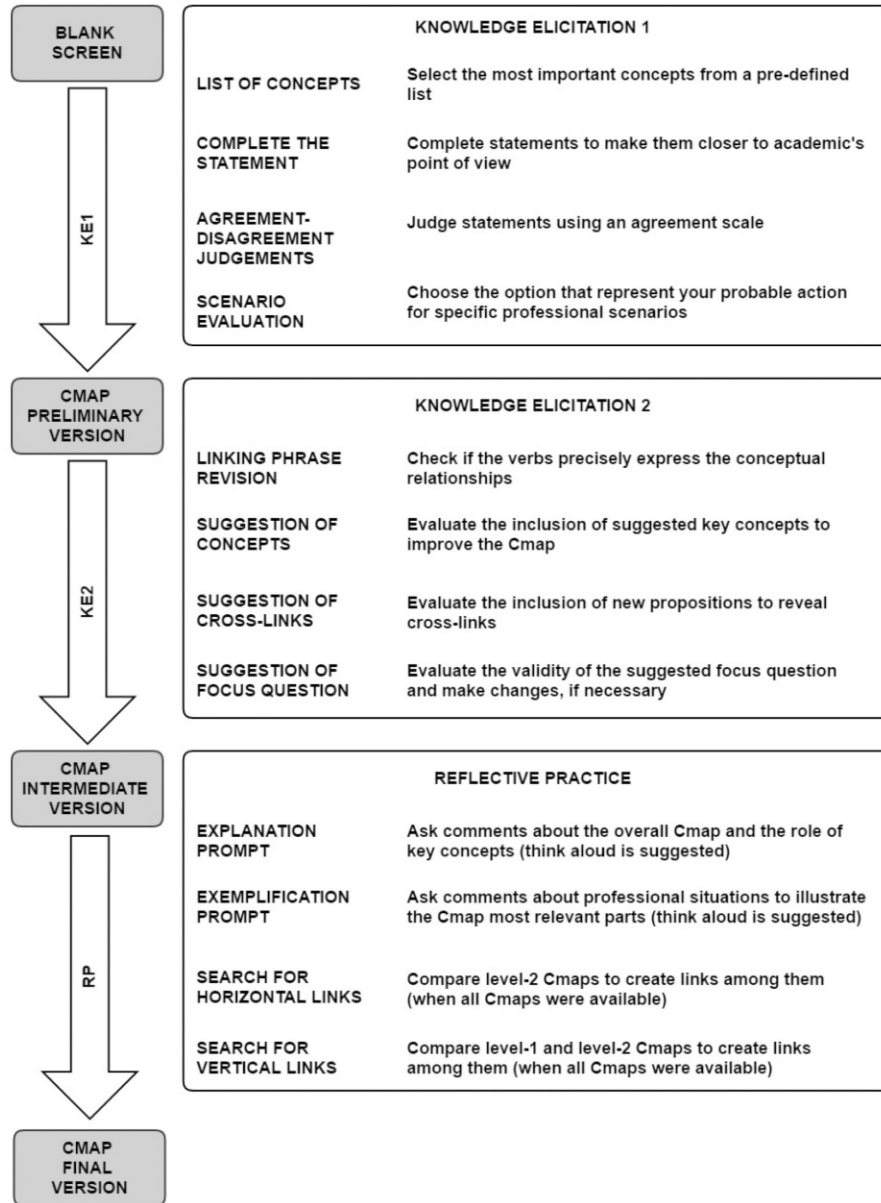 BLANK
SCREEN
KE1
KNOWLEDGE ELICITATION 1
LIST OF CONCEPTS
Select the most important concepts from a pre-defined
list
COMPLETE THE
STATEMENT
Complete statements to make them closer to academic's
point of view
AGREEMENT-
DISAGREEMENT
JUDGEMENTS
Judge statements using an agreement scale
SCENARIO
EVALUATION
Choose the option that represent your probable action
for specific professional scenarios
CMAP
PRELIMINARY
VERSION
KE2
KNOWLEDGE ELICITATION 2
LINKING PHRASE
REVISION
Check if the verbs precisely express the conceptual
relationships
SUGGESTION OF
CONCEPTS
Evaluate the inclusion of suggested key concepts to
improve the Cmap
SUGGESTION OF
CROSS-LINKS
Evaluate the inclusion of new propositions to reveal
cross-links
SUGGESTION OF
FOCUS QUESTION
Evaluate the validity of the suggested focus question
and make changes, if necessary
CMAP
INTERMEDIATE
VERSION
RP
REFLECTIVE PRACTICE
EXPLANATION
PROMPT
Ask comments about the overall Cmap and the role of
key concepts (think aloud is suggested)
EXEMPLIFICATION
PROMPT
Ask comments about professional situations to illustrate
the Cmap most relevant parts (think aloud is suggested)
SEARCH FOR
HORIZONTAL LINKS
Compare level-2 Cmaps to create links among them
(when all Cmaps were available)
SEARCH FOR
VERTICAL LINKS
Compare level-1 and level-2 Cmaps to create links
among them (when all Cmaps were available)
CMAP
FINAL
VERSION